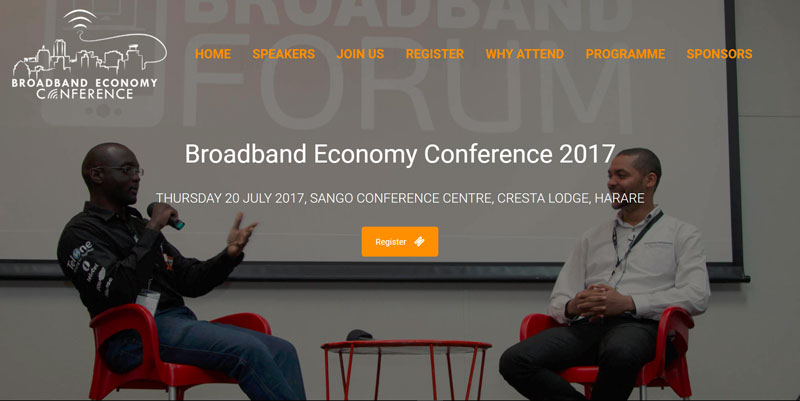 BROADBAND
FORUM
BROADBAND ECONOMY
CONFERENCE
HOME SPEAKERS JOIN US REGISTER WHY ATTEND PROGRAMME SPONSORS
Broadband Economy Conference 2017
THURSDAY 20 JULY 2017, SANGO CONFERENCE CENTRE, CRESTA LODGE, HARARE
Register
TelOne